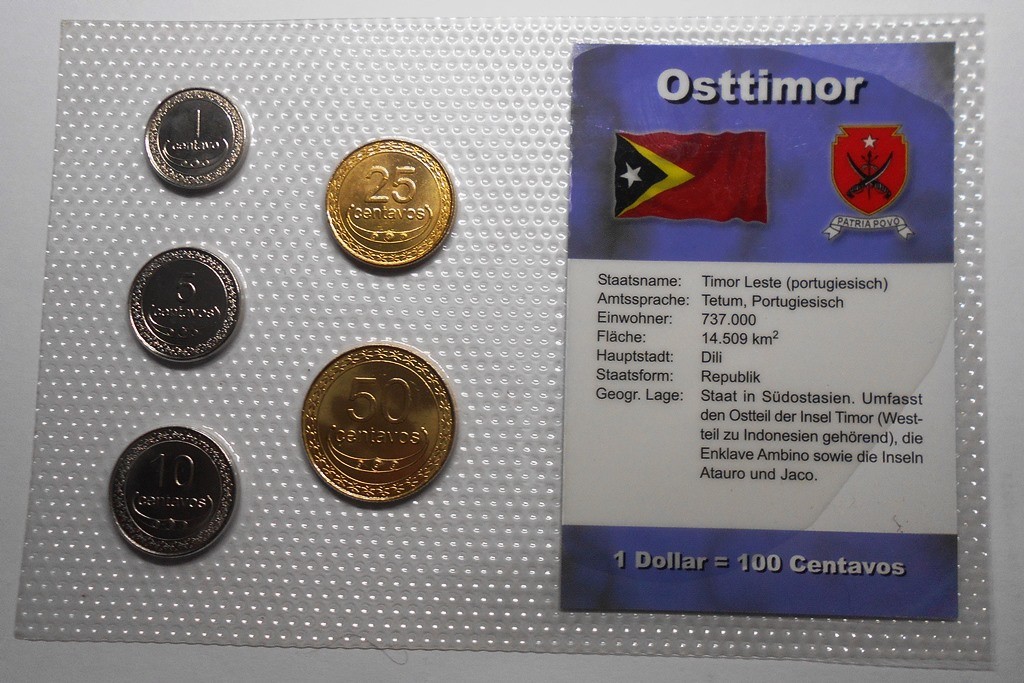 1
centavo
5
centavos
10
centavos
25
centavos
50
centavos
Osttimor
PATRIA POVO
Staatsname: Timor Leste (portugiesisch)
Amtssprache: Tetum, Portugiesisch
Einwohner: 737.000
Fläche: 14.509 km²
Hauptstadt: Dili
Staatsform: Republik
Geogr. Lage: Staat in Südostasien. Umfasst
den Ostteil der Insel Timor (West-
teil zu Indonesien gehörend), die
Enklave Ambino sowie die Inseln
Atauro und Jaco.
1 Dollar = 100 Centavos